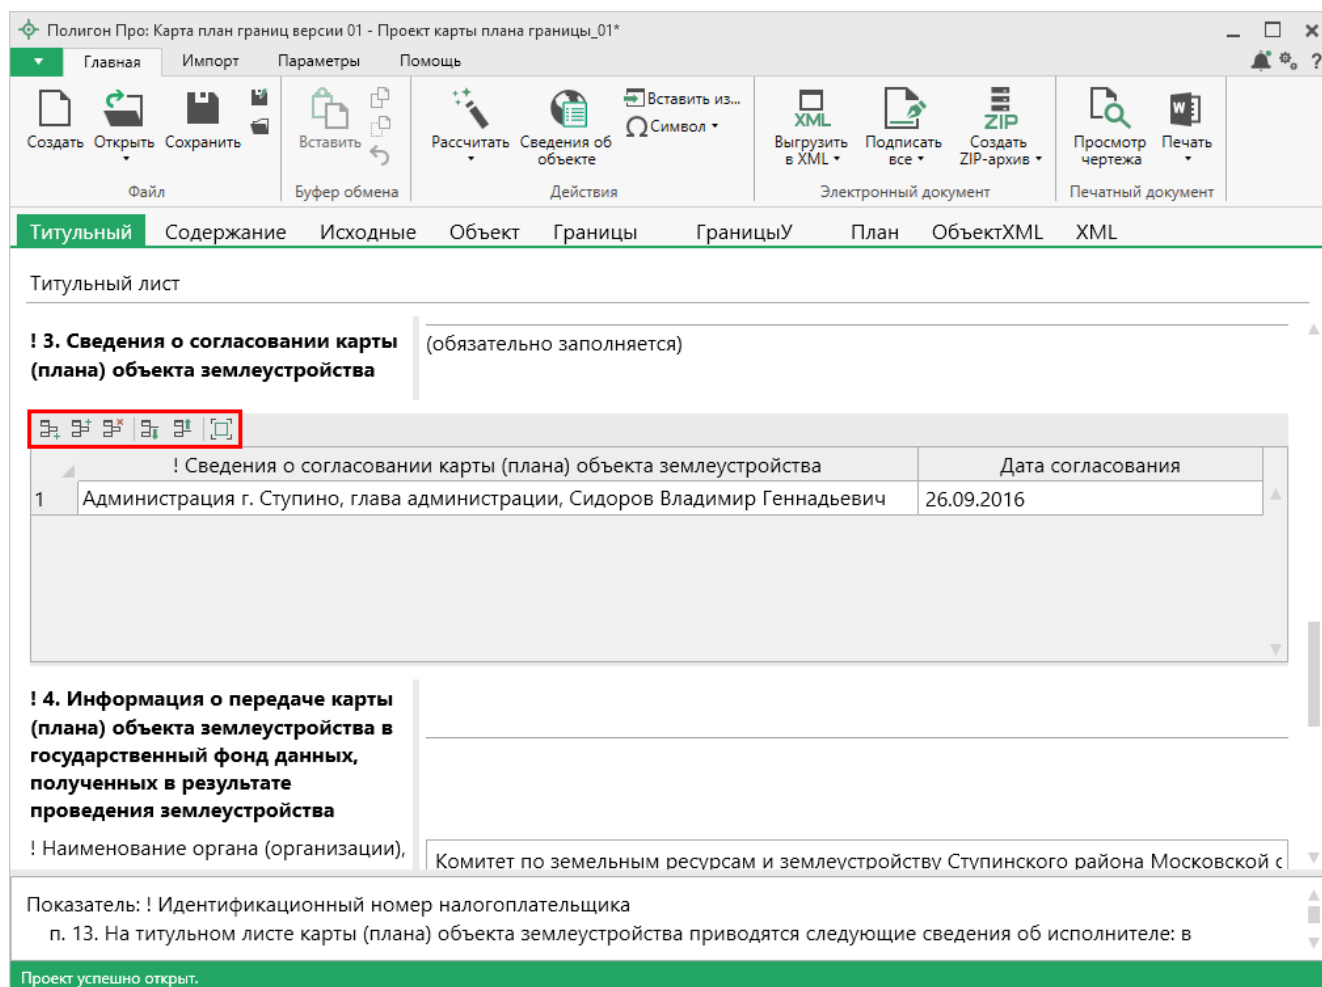 Полигон Про: Карта план границ версии 01 - Проект карты плана границы_01*
Главная Импорт Параметры Помощь
?
Создать Открыть Сохранить Вставить Рассчитать Сведения об объекте Вставить из... Символ XML Выгрузить в XML Подписать все ZIP Создать ZIP-архив Просмотр чертежа W Печать
Файл Буфер обмена Действия Электронный документ Печатный документ
Титульный Содержание Исходные Объект Границы ГраницыУ План ОбъектXML XML
Титульный лист
! 3. Сведения о согласовании карты
(плана) объекта землеустройства
(обязательно заполняется)
! Сведения о согласовании карты (плана) объекта землеустройства Дата согласования
1 Администрация г. Ступино, глава администрации, Сидоров Владимир Геннадьевич 26.09.2016
! 4. Информация о передаче карты
(плана) объекта землеустройства в
государственный фонд данных,
полученных в результате
проведения землеустройства
! Наименование органа (организации),
Комитет по земельным ресурсам и землеустройству Ступинского района Московской
Показатель: ! Идентификационный номер налогоплательщика
п. 13. На титульном листе карты (плана) объекта землеустройства приводятся следующие сведения об исполнителе: в
Проект успешно открыт.